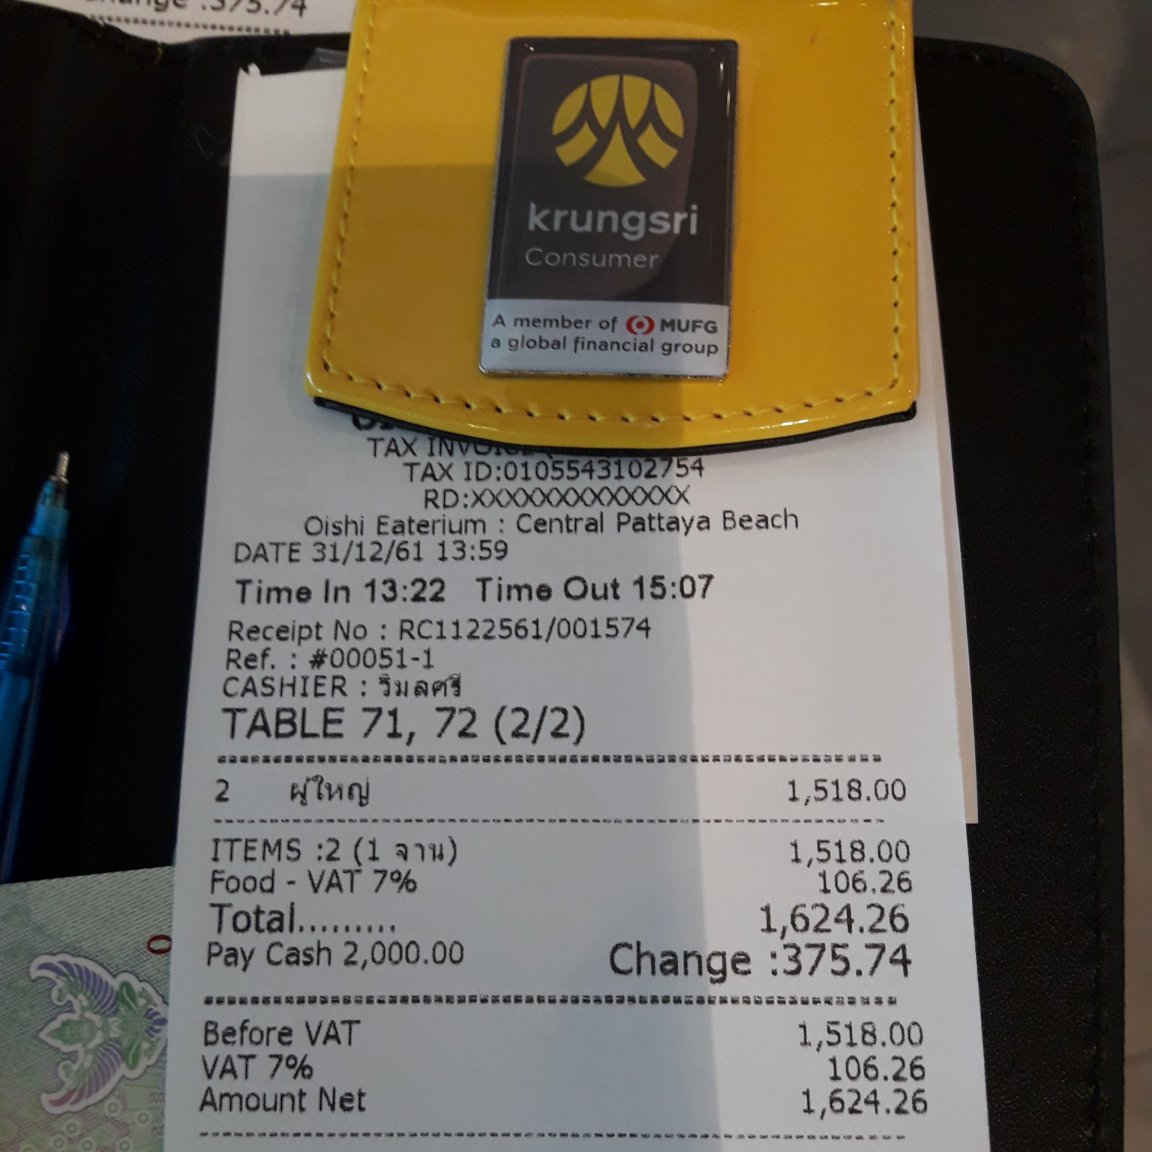 Change :375.74
krungsri
Consumer
A member of MUFG
a global financial group
TAX INVOICE
TAX ID:0105543102754
RD:XXXXXXXXXXXXX
Oishi Eaterium : Central Pattaya Beach
DATE 31/12/61 13:59
Time In 13:22 Time Out 15:07
Receipt No : RC1122561/001574
Ref. : #00051-1
CASHIER : วิมลศรี
TABLE 71, 72 (2/2)
2 ผู้ใหญ่ 1,518.00
ITEMS :2 (1 จาน) 1,518.00
Food - VAT 7% 106.26
Total......... 1,624.26
Pay Cash 2,000.00 Change :375.74
Before VAT 1,518.00
VAT 7% 106.26
Amount Net 1,624.26